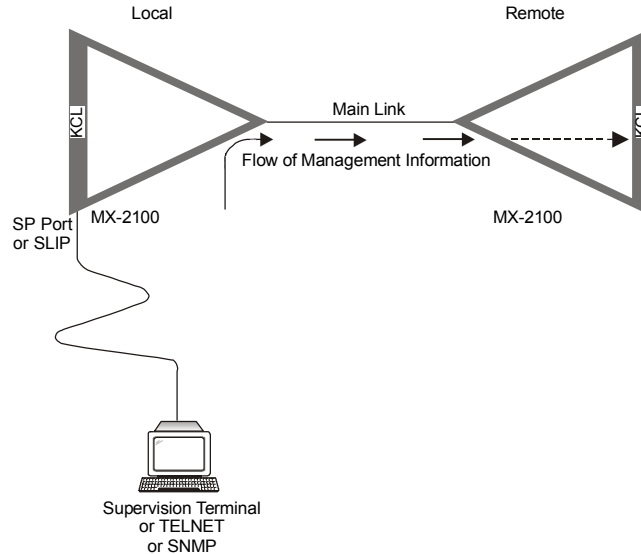 Local
Remote
KCL
KCL
Main Link
Flow of Management Information
MX-2100
MX-2100
SP Port
or SLIP
Supervision Terminal
or TELNET
or SNMP